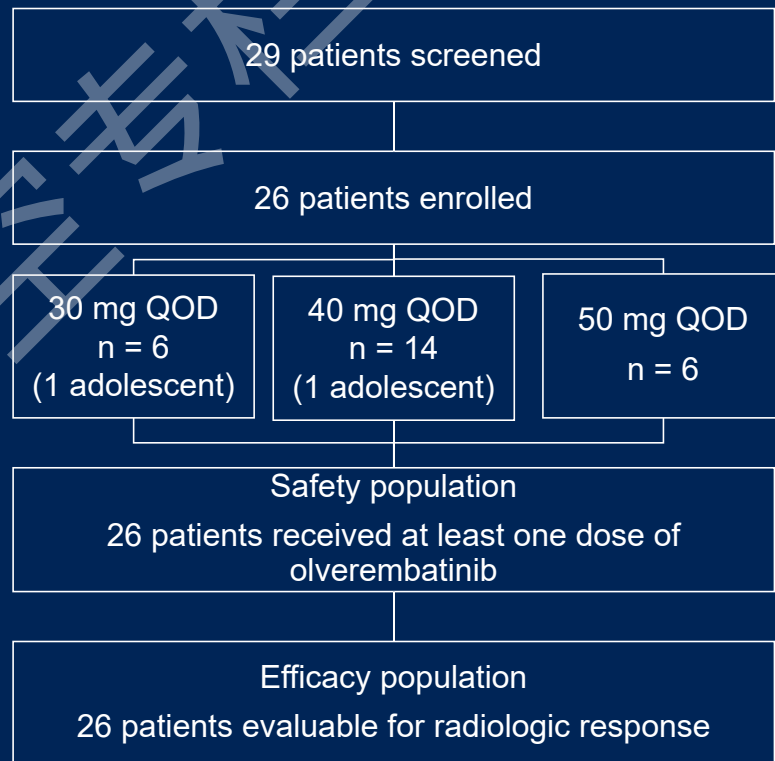 29 patients screened
26 patients enrolled
30 mg QOD
n = 6
(1 adolescent)
40 mg QOD
n = 14
(1 adolescent)
50 mg QOD
n = 6
Safety population
26 patients received at least one dose of
olverembatinib
Efficacy population
26 patients evaluable for radiologic response